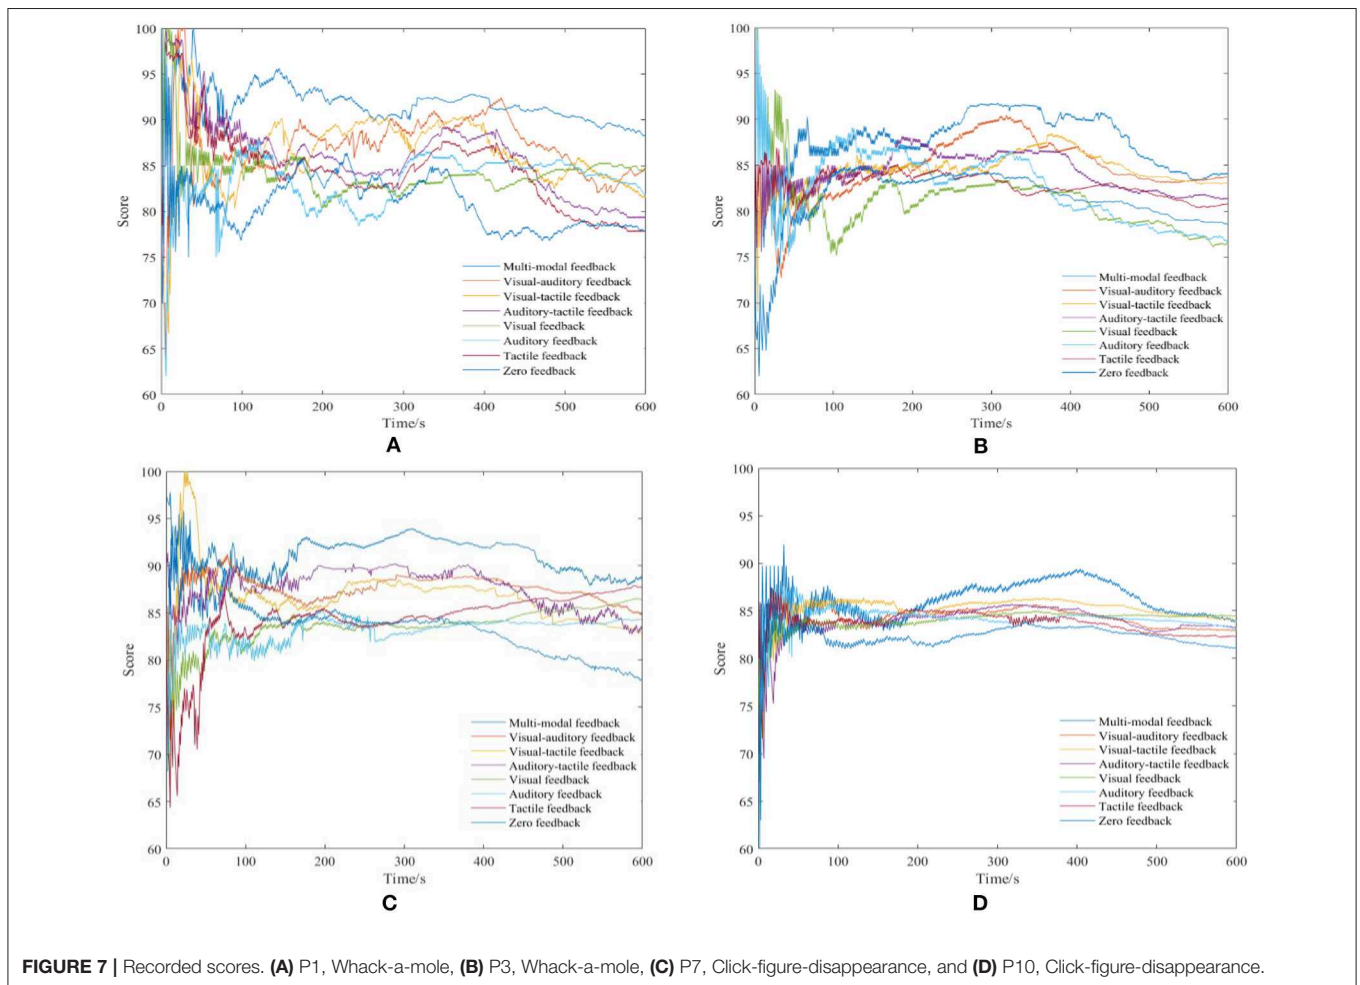 100
95
90
85
80
75
70
65
60
Score
0 100 200 300 400 500 600
Time/s
Multi-modal feedback
Visual-auditory feedback
Visual-tactile feedback
Auditory-tactile feedback
Visual feedback
Auditory feedback
Tactile feedback
Zero feedback
A
100
95
90
85
80
75
70
65
60
Score
0 100 200 300 400 500 600
Time/s
Multi-modal feedback
Visual-auditory feedback
Visual-tactile feedback
Auditory-tactile feedback
Visual feedback
Auditory feedback
Tactile feedback
Zero feedback
B
100
95
90
85
80
75
70
65
60
Score
0 100 200 300 400 500 600
Time/s
Multi-modal feedback
Visual-auditory feedback
Visual-tactile feedback
Auditory-tactile feedback
Visual feedback
Auditory feedback
Tactile feedback
Zero feedback
C
100
95
90
85
80
75
70
65
60
Score
0 100 200 300 400 500 600
Time/s
Multi-modal feedback
Visual-auditory feedback
Visual-tactile feedback
Auditory-tactile feedback
Visual feedback
Auditory feedback
Tactile feedback
Zero feedback
D
FIGURE 7 | Recorded scores. (A) P1, Whack-a-mole, (B) P3, Whack-a-mole, (C) P7, Click-figure-disappearance, and (D) P10, Click-figure-disappearance.